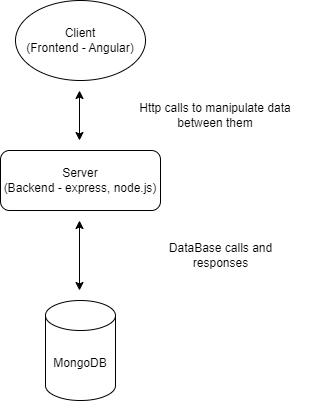 Client
(Frontend - Angular)
Http calls to manipulate data
between them
Server
(Backend - express, node.js)
DataBase calls and
responses
MongoDB